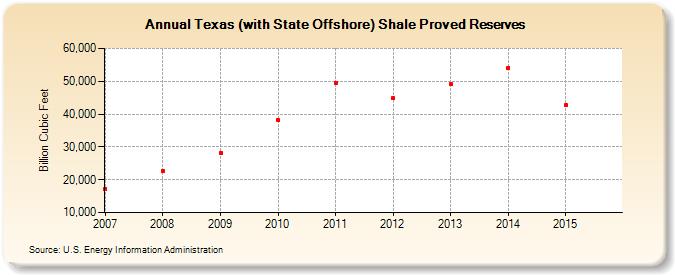 Annual Texas (with State Offshore) Shale Proved Reserves
Billion Cubic Feet
60,000
50,000
40,000
30,000
20,000
10,000
2007 2008 2009 2010 2011 2012 2013 2014 2015
Source: U.S. Energy Information Administration